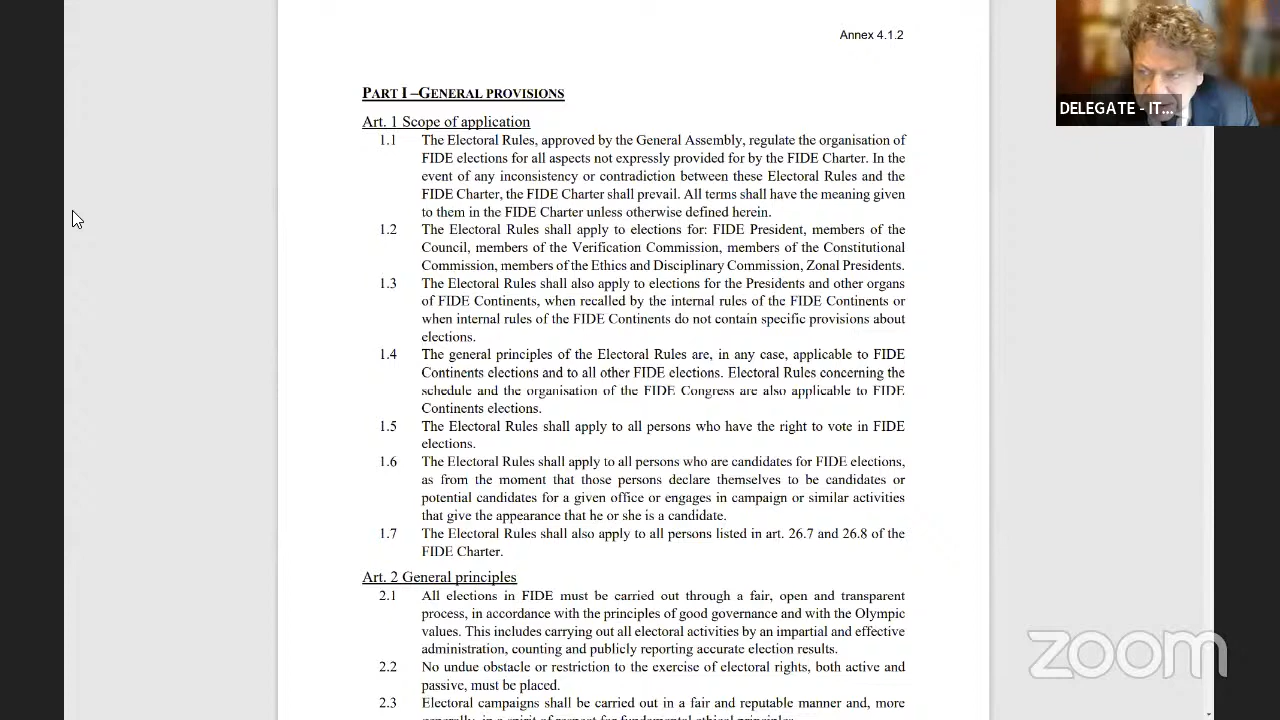 Annex 4.1.2
PART I –GENERAL PROVISIONS
DELEGATE - IT...
Art. 1 Scope of application
1.1 The Electoral Rules, approved by the General Assembly, regulate the organisation of
FIDE elections for all aspects not expressly provided for by the FIDE Charter. In the
event of any inconsistency or contradiction between these Electoral Rules and the
FIDE Charter, the FIDE Charter shall prevail. All terms shall have the meaning given
to them in the FIDE Charter unless otherwise defined herein.
1.2 The Electoral Rules shall apply to elections for: FIDE President, members of the
Council, members of the Verification Commission, members of the Constitutional
Commission, members of the Ethics and Disciplinary Commission, Zonal Presidents.
1.3 The Electoral Rules shall also apply to elections for the Presidents and other organs
of FIDE Continents, when recalled by the internal rules of the FIDE Continents or
when internal rules of the FIDE Continents do not contain specific provisions about
elections.
1.4 The general principles of the Electoral Rules are, in any case, applicable to FIDE
Continents elections and to all other FIDE elections. Electoral Rules concerning the
schedule and the organisation of the FIDE Congress are also applicable to FIDE
Continents elections.
1.5 The Electoral Rules shall apply to all persons who have the right to vote in FIDE
elections.
1.6 The Electoral Rules shall apply to all persons who are candidates for FIDE elections,
as from the moment that those persons declare themselves to be candidates or
potential candidates for a given office or engages in campaign or similar activities
that give the appearance that he or she is a candidate.
1.7 The Electoral Rules shall also apply to all persons listed in art. 26.7 and 26.8 of the
FIDE Charter.
Art. 2 General principles
2.1 All elections in FIDE must be carried out through a fair, open and transparent
process, in accordance with the principles of good governance and with the Olympic
values. This includes carrying out all electoral activities by an impartial and effective
administration, counting and publicly reporting accurate election results.
2.2 No undue obstacle or restriction to the exercise of electoral rights, both active and
passive, must be placed.
2.3 Electoral campaigns shall be carried out in a fair and reputable manner and, more
generally, in a spirit of respect for fundamental ethical principles.
zoom